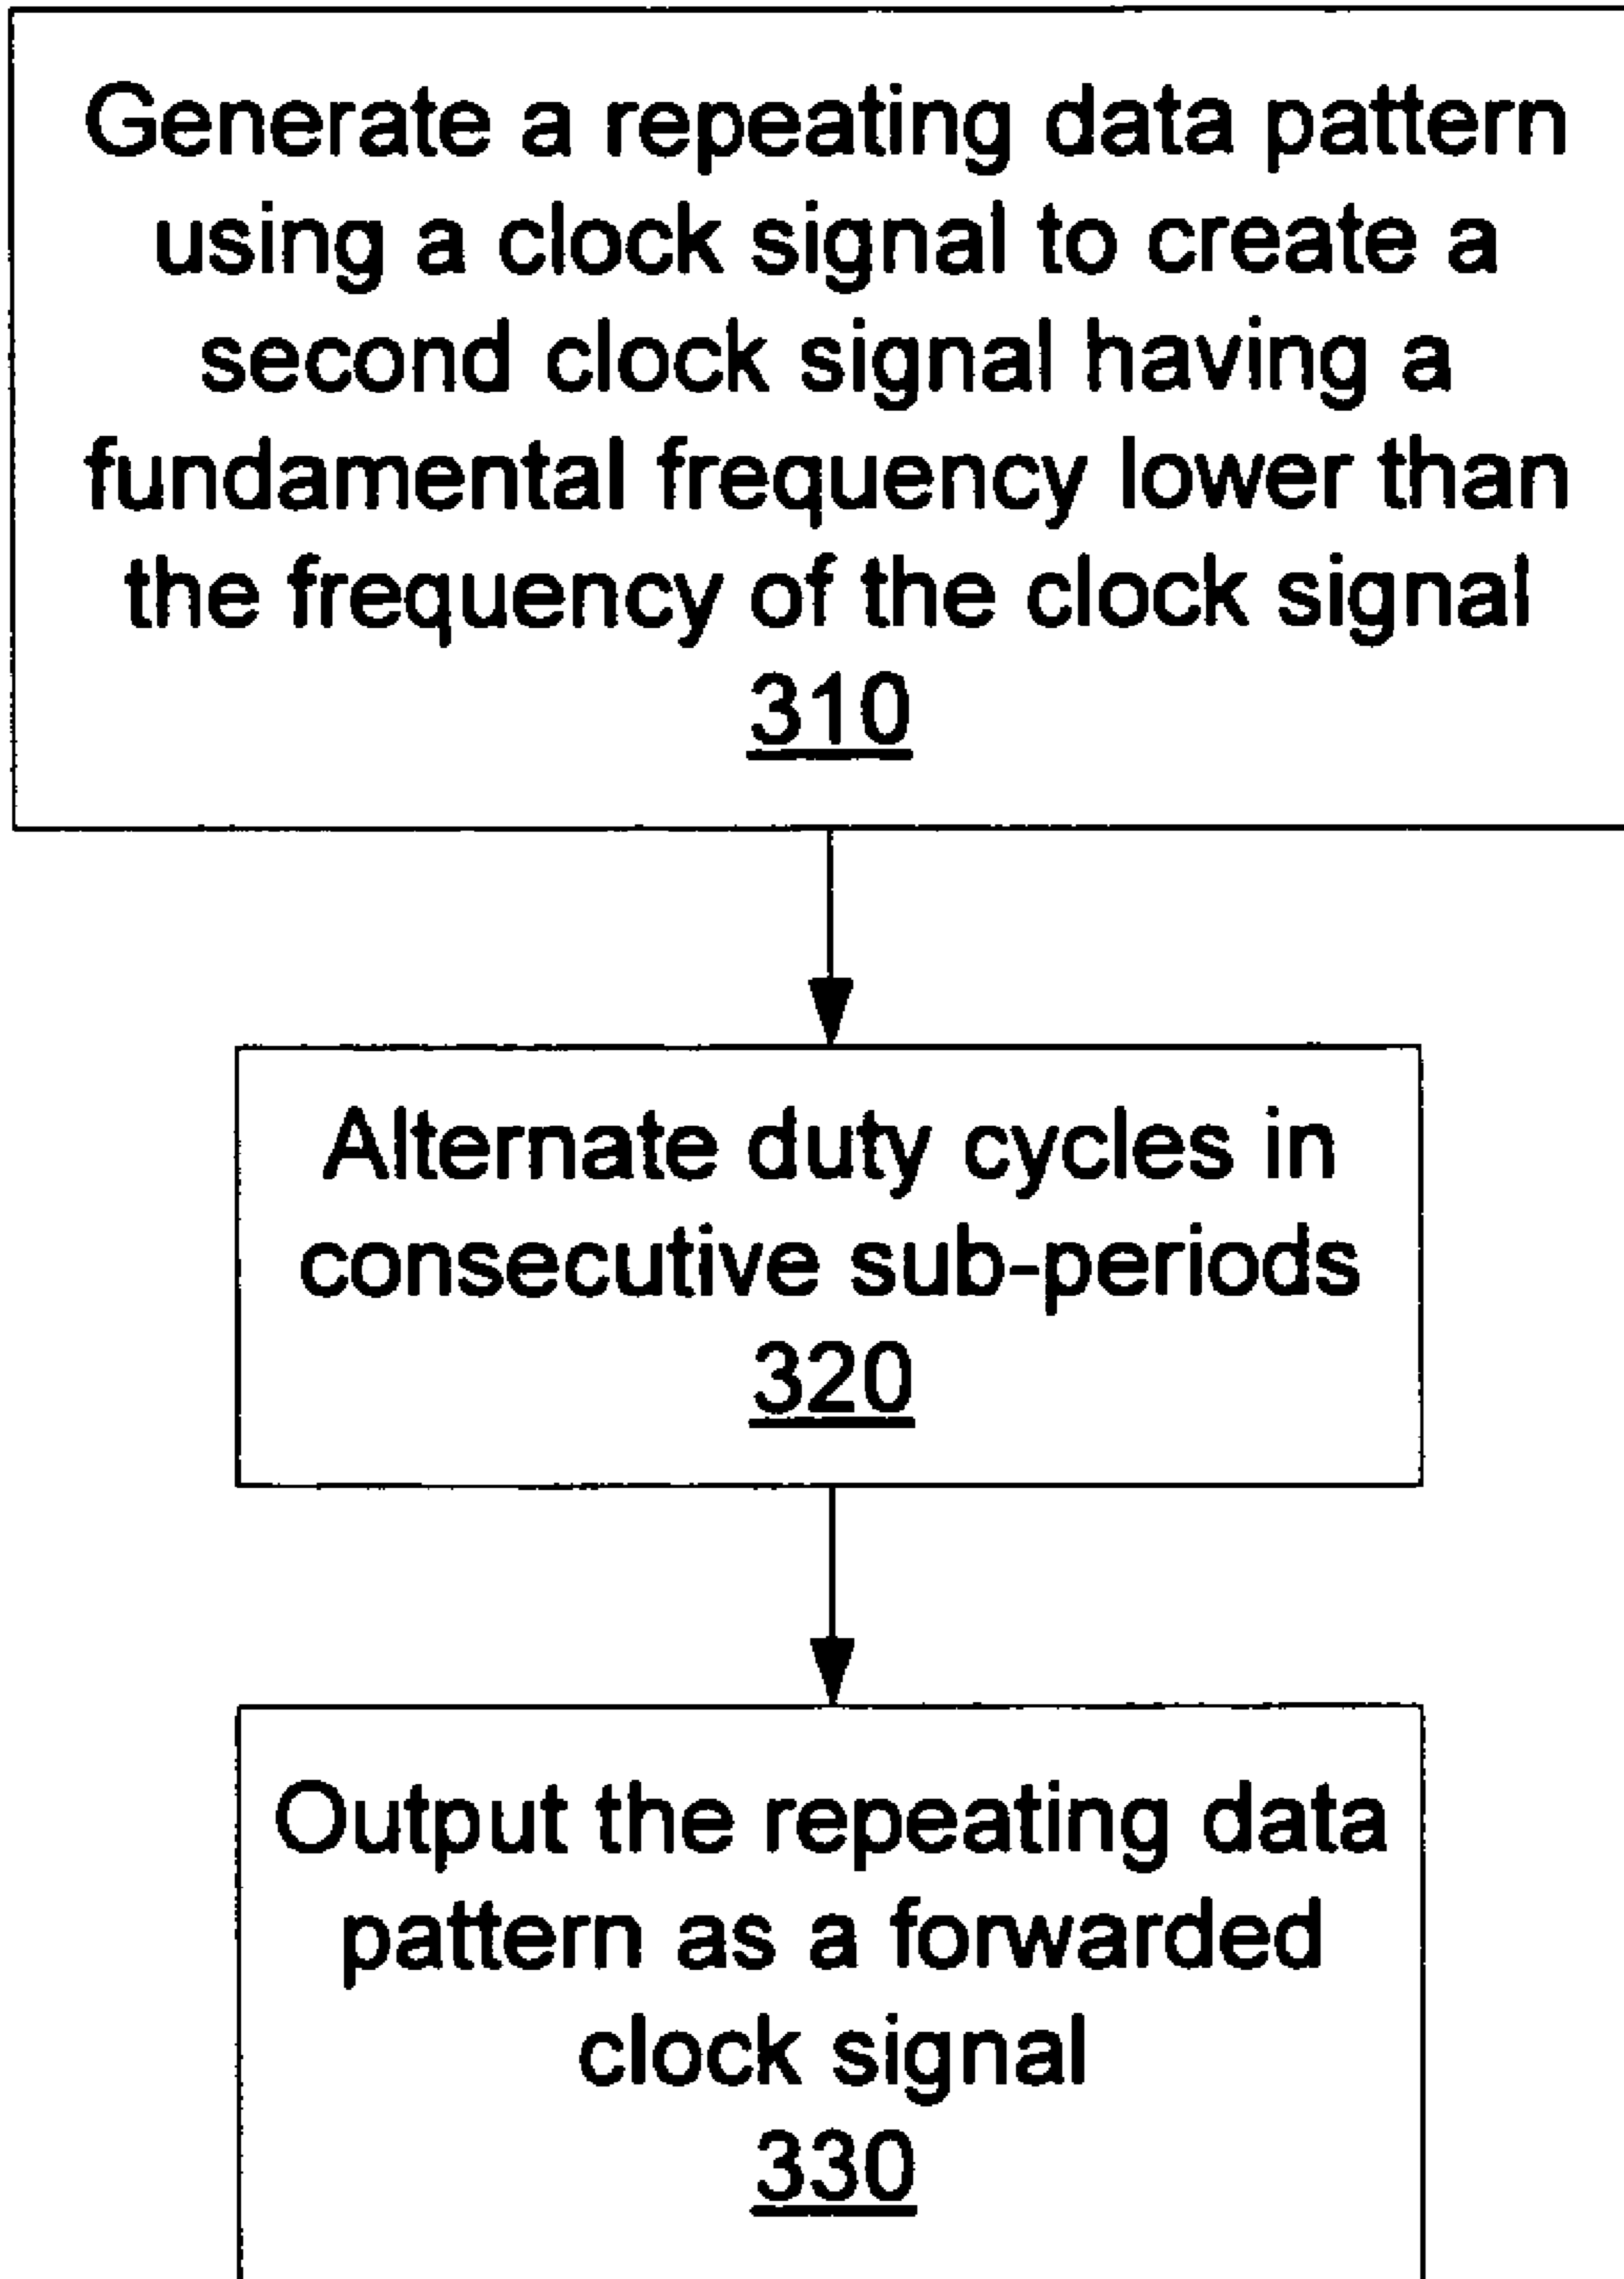 Generate a repeating data pattern
using a clock signal to create a
second clock signal having a
fundamental frequency lower than
the frequency of the clock signal
310
Alternate duty cycles in
consecutive sub-periods
320
Output the repeating data
pattern as a forwarded
clock signal
330